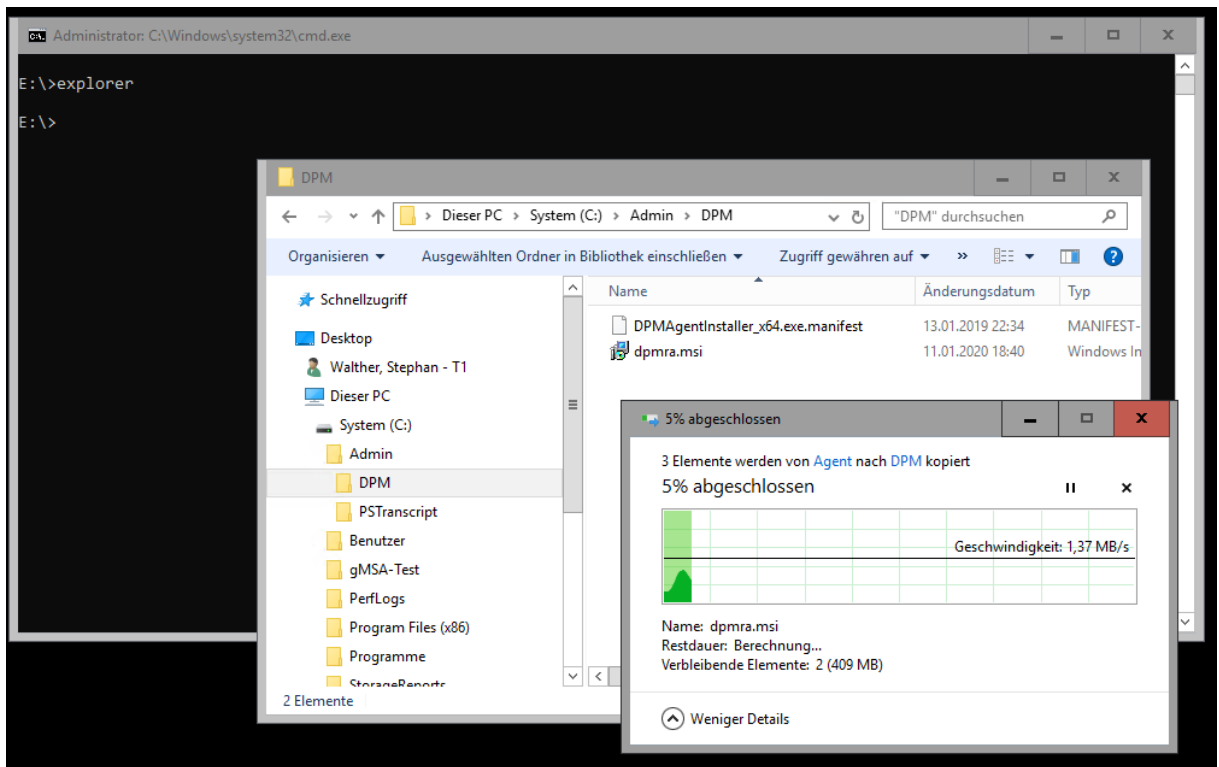 Administrator: C:\Windows\system32\cmd.exe
E:\>explorer
E:\>
DPM
Dieser PC > System (C:) > Admin > DPM
"DPM" durchsuchen
Organisieren
Ausgewählten Ordner in Bibliothek einschließen
Zugriff gewähren auf
»
?
Schnellzugriff
Desktop
Walther, Stephan - T1
Dieser PC
System (C:)
Admin
DPM
PSTranscript
Benutzer
gMSA-Test
PerfLogs
Program Files (x86)
Programme
StorageReports
2 Elemente
Name Änderungsdatum Typ
DPMAgentInstaller_x64.exe.manifest 13.01.2019 22:34 MANIFEST-
dpmra.msi 11.01.2020 18:40 Windows In
5% abgeschlossen
3 Elemente werden von Agent nach DPM kopiert
5% abgeschlossen
Geschwindigkeit: 1,37 MB/s
Name: dpmra.msi
Restdauer: Berechnung...
Verbleibende Elemente: 2 (409 MB)
Weniger Details